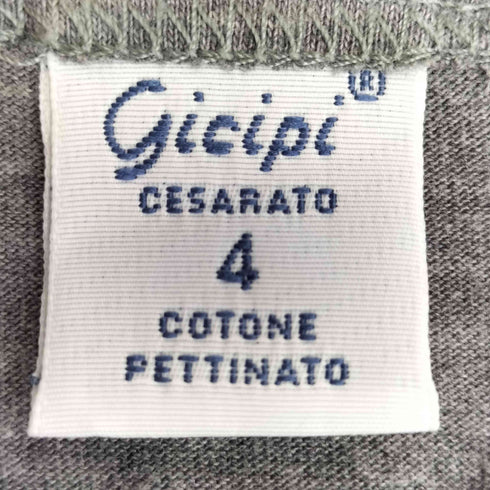 Gicipi®
CESARATO
4
COTONE
PETTINATO